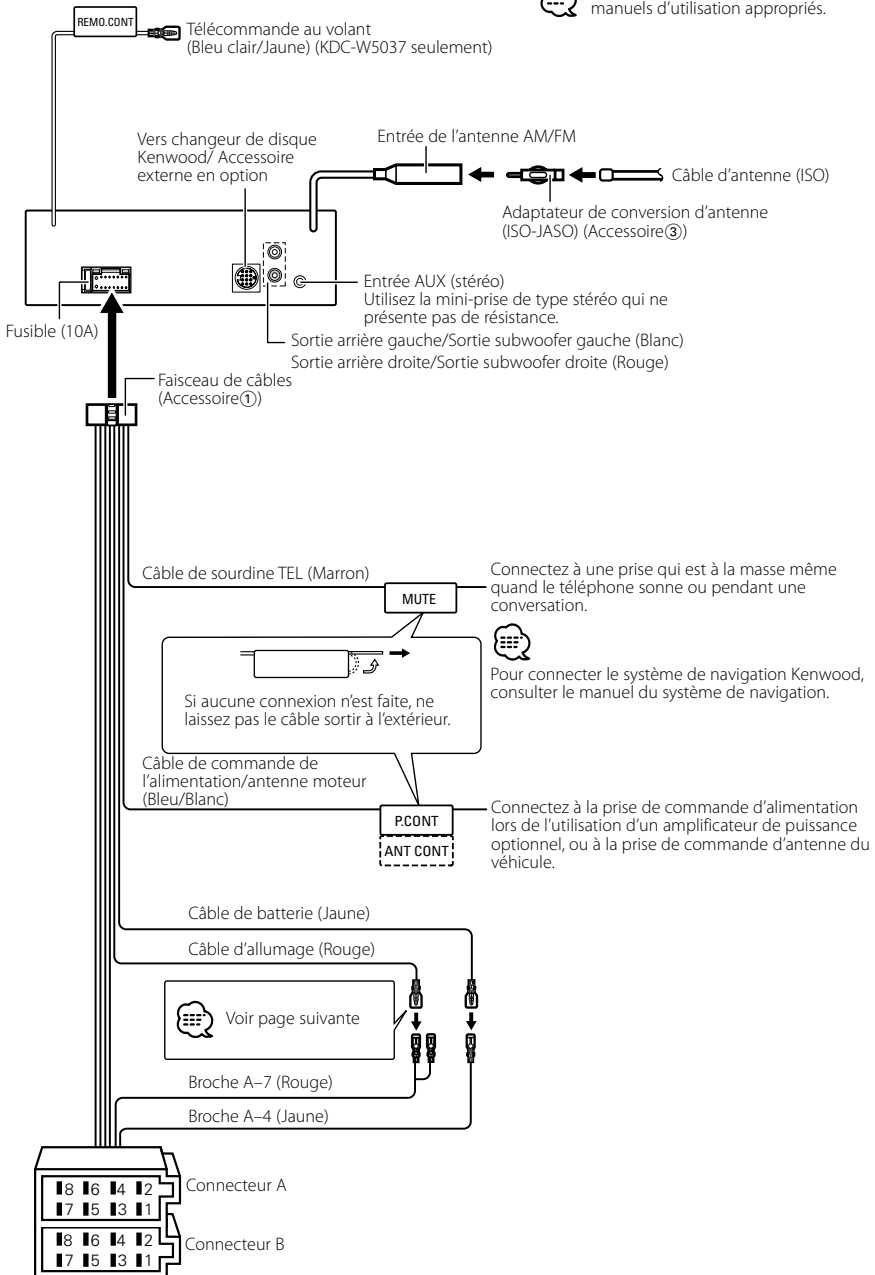 manuels d'utilisation appropriés.
REMO.CONT
Télécommande au volant
(Bleu clair/Jaune) (KDC-W5037 seulement)
Vers changeur de disque
Kenwood/ Accessoire
externe en option
Entrée de l'antenne AM/FM
Câble d'antenne (ISO)
Adaptateur de conversion d'antenne
(ISO-JASO) (Accessoire③)
Entrée AUX (stéréo)
Utilisez la mini-prise de type stéréo qui ne
présente pas de résistance.
Fusible (10A)
Sortie arrière gauche/Sortie subwoofer gauche (Blanc)
Sortie arrière droite/Sortie subwoofer droite (Rouge)
Faisceau de câbles
(Accessoire①)
Câble de sourdine TEL (Marron)
MUTE
Connectez à une prise qui est à la masse même
quand le téléphone sonne ou pendant une
conversation.
Pour connecter le système de navigation Kenwood,
consulter le manuel du système de navigation.
Si aucune connexion n'est faite, ne
laissez pas le câble sortir à l'extérieur.
Câble de commande de
l'alimentation/antenne moteur
(Bleu/Blanc)
P.CONT
ANT CONT
Connectez à la prise de commande d'alimentation
lors de l'utilisation d'un amplificateur de puissance
optionnel, ou à la prise de commande d'antenne du
véhicule.
Câble de batterie (Jaune)
Câble d'allumage (Rouge)
Voir page suivante
Broche A–7 (Rouge)
Broche A–4 (Jaune)
8 6 4 2
7 5 3 1
Connecteur A
8 6 4 2
7 5 3 1
Connecteur B